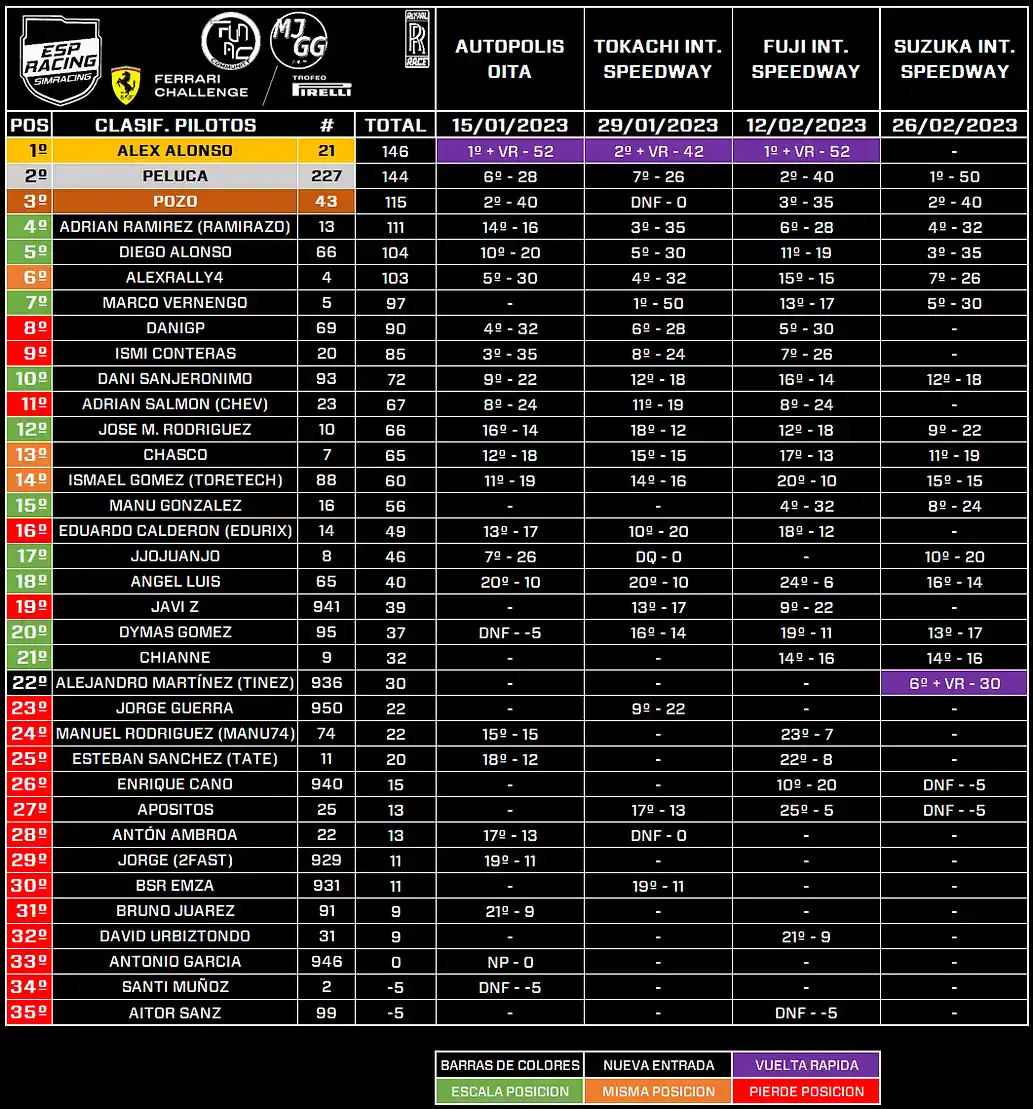 ESP
RACING
SIMRACING
FERRARI
CHALLENGE
FUN
AC
COMMUNITY
MJ
GG
TROFEO
PIRELLI
ROYAL
RR
RACE
AUTOPOLIS
OITA
TOKACHI INT.
SPEEDWAY
FUJI INT.
SPEEDWAY
SUZUKA INT.
SPEEDWAY
POS CLASIF. PILOTOS # TOTAL 15/01/2023 29/01/2023 12/02/2023 26/02/2023
1º ALEX ALONSO 21 146 1º + VR - 52 2º + VR - 42 1º + VR - 52 -
2º PELUCA 227 144 6º - 28 7º - 26 2º - 40 1º - 50
3º POZO 43 115 2º - 40 DNF - 0 3º - 35 2º - 40
4º ADRIAN RAMIREZ (RAMIRAZO) 13 111 14º - 16 3º - 35 6º - 28 4º - 32
5º DIEGO ALONSO 66 104 10º - 20 5º - 30 11º - 19 3º - 35
6º ALEXRALLY4 4 103 5º - 30 4º - 32 15º - 15 7º - 26
7º MARCO VERNENGO 5 97 - 1º - 50 13º - 17 5º - 30
8º DANIGP 69 90 4º - 32 6º - 28 5º - 30 -
9º ISMI CONTERAS 20 85 3º - 35 8º - 24 7º - 26 -
10º DANI SANJERONIMO 93 72 9º - 22 12º - 18 16º - 14 12º - 18
11º ADRIAN SALMON (CHEV) 23 67 8º - 24 11º - 19 8º - 24 -
12º JOSE M. RODRIGUEZ 10 66 16º - 14 18º - 12 12º - 18 9º - 22
13º CHASCO 7 65 12º - 18 15º - 15 17º - 13 11º - 19
14º ISMAEL GOMEZ (TORETECH) 88 60 11º - 19 14º - 16 20º - 10 15º - 15
15º MANU GONZALEZ 16 56 - - 4º - 32 8º - 24
16º EDUARDO CALDERON (EDURIX) 14 49 13º - 17 10º - 20 18º - 12 -
17º JJOJUANJO 8 46 7º - 26 DQ - 0 - 10º - 20
18º ANGEL LUIS 65 40 20º - 10 20º - 10 24º - 6 16º - 14
19º JAVI Z 941 39 - 13º - 17 9º - 22 -
20º DYMAS GOMEZ 95 37 DNF - -5 16º - 14 19º - 11 13º - 17
21º CHIANNE 9 32 - - 14º - 16 14º - 16
22º ALEJANDRO MARTÍNEZ (TINEZ) 936 30 - - - 6º + VR - 30
23º JORGE GUERRA 950 22 - 9º - 22 - -
24º MANUEL RODRIGUEZ (MANU74) 74 22 15º - 15 - 23º - 7 -
25º ESTEBAN SANCHEZ (TATE) 11 20 18º - 12 - 22º - 8 -
26º ENRIQUE CANO 940 15 - - 10º - 20 DNF - -5
27º APOSITOS 25 13 - 17º - 13 25º - 5 DNF - -5
28º ANTÓN AMBROA 22 13 17º - 13 DNF - 0 - -
29º JORGE (2FAST) 929 11 19º - 11 - - -
30º BSR EMZA 931 11 - 19º - 11 - -
31º BRUNO JUAREZ 91 9 21º - 9 - - -
32º DAVID URBIZTONDO 31 9 - - 21º - 9 -
33º ANTONIO GARCIA 946 0 NP - 0 - - -
34º SANTI MUÑOZ 2 -5 DNF - -5 - - -
35º AITOR SANZ 99 -5 - - DNF - -5 -
BARRAS DE COLORES NUEVA ENTRADA VUELTA RAPIDA
ESCALA POSICION MISMA POSICION PIERDE POSICION